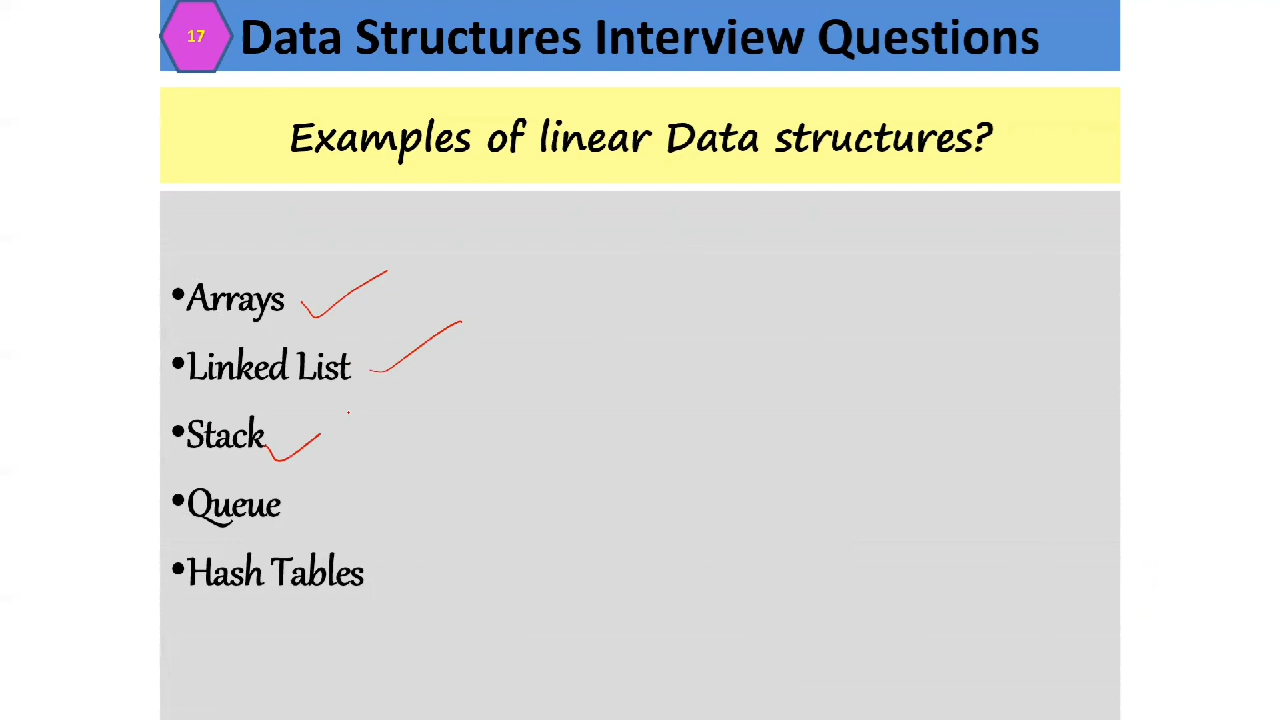 17
Data Structures Interview Questions
Examples of linear Data structures?
•Arrays
•Linked List
•Stack
•Queue
•Hash Tables